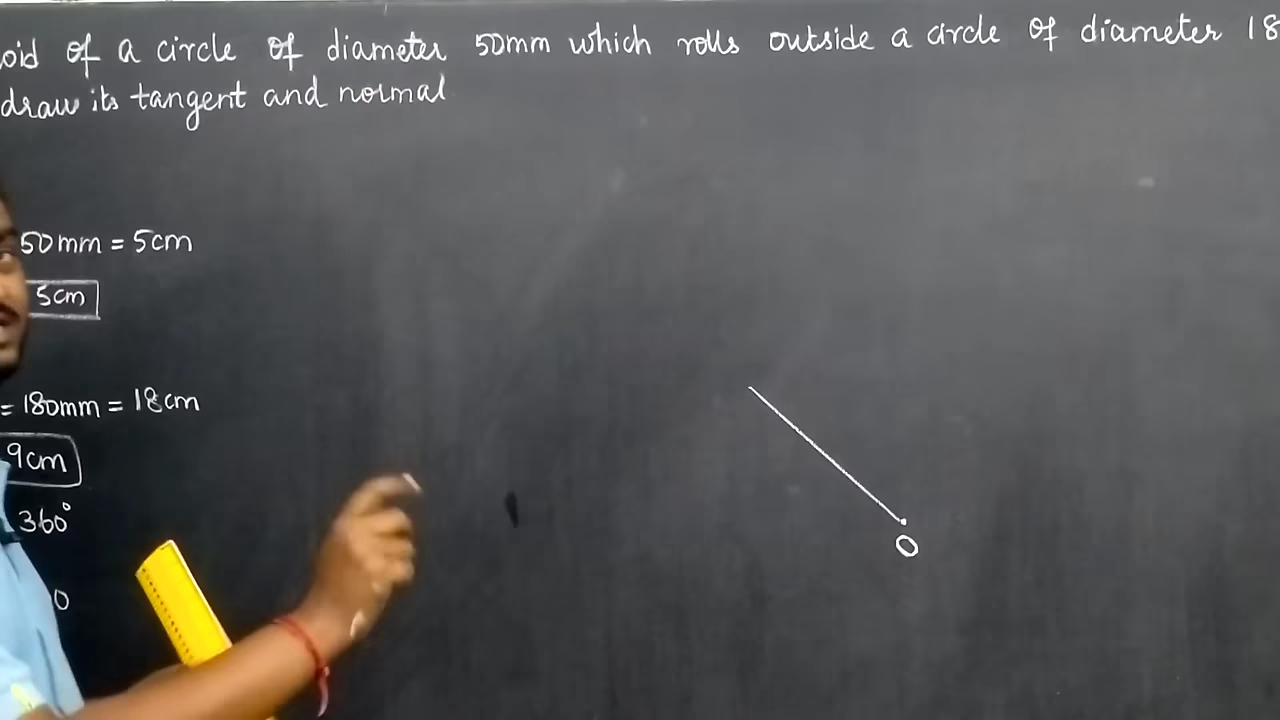 oid of a circle of diameter 50mm which rolls outside a circle of diameter 18
draw its tangent and normal
50mm = 5cm
5cm
= 180mm = 18cm
9cm
360°
0
O